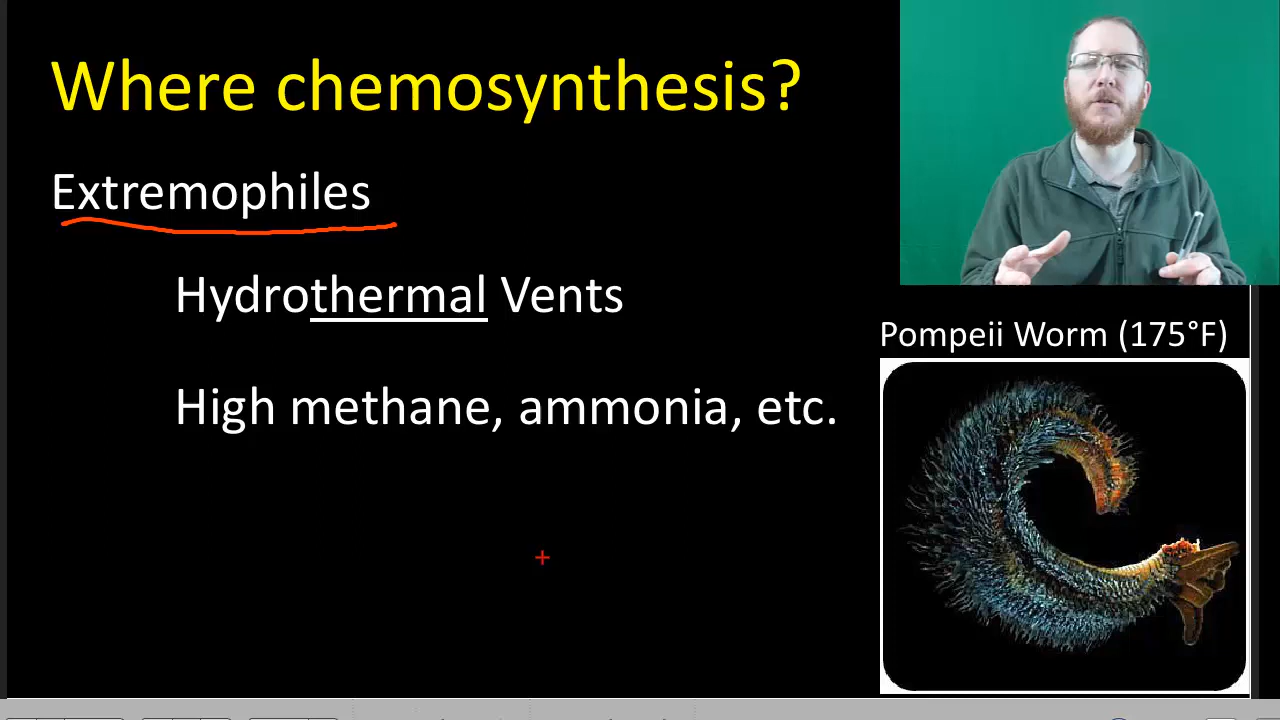 Where chemosynthesis?
Extremophiles
Hydrothermal Vents
High methane, ammonia, etc.
Pompeii Worm (175°F)